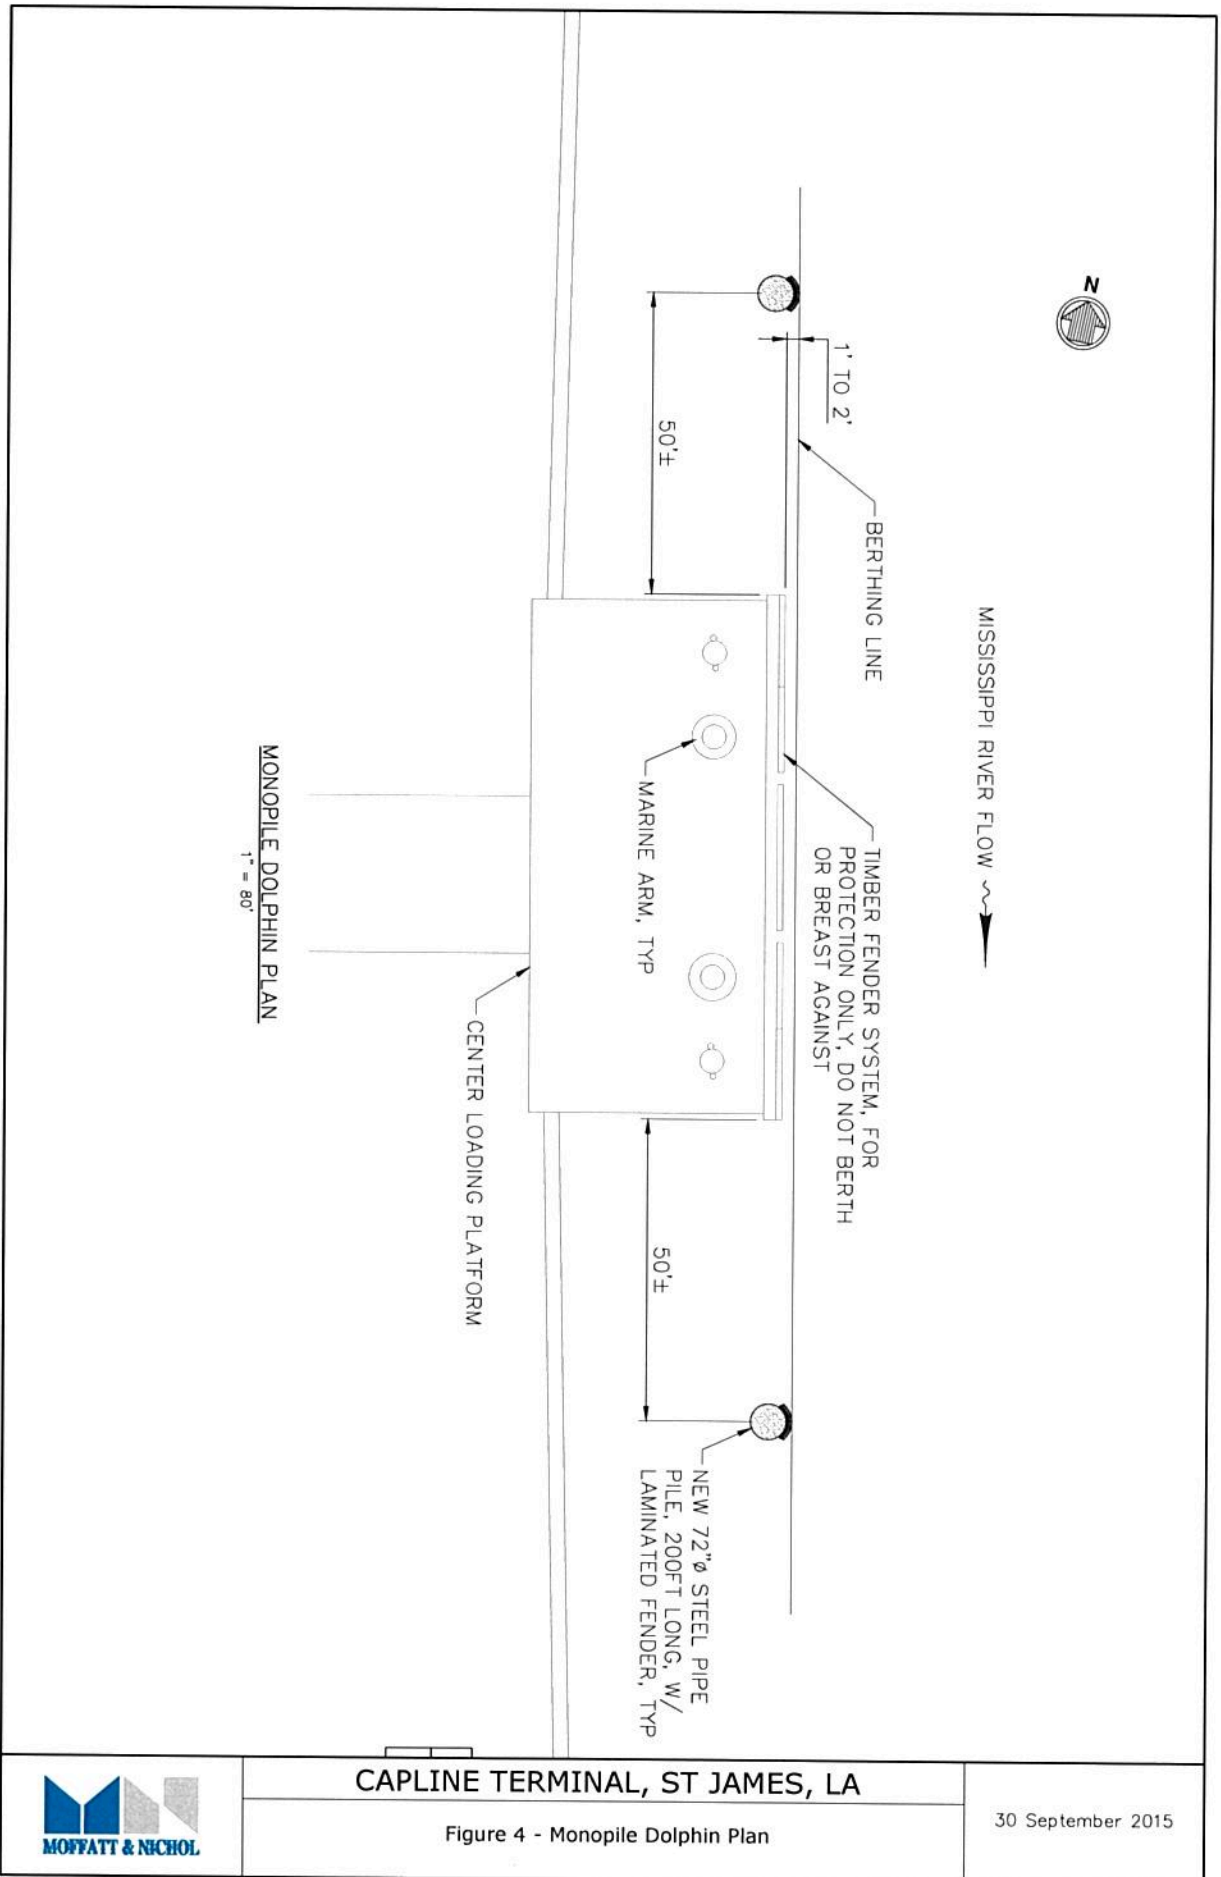 N
MISSISSIPPI RIVER FLOW
BERTHING LINE
TIMBER FENDER SYSTEM, FOR
PROTECTION ONLY, DO NOT BERTH
OR BREAST AGAINST
1' TO 2'
50'±
50'±
MARINE ARM, TYP
NEW 72"ø STEEL PIPE
PILE, 200FT LONG, W/
LAMINATED FENDER, TYP
CENTER LOADING PLATFORM
MONOPILE DOLPHIN PLAN
1" = 80'
MOFFATT & NICHOL
CAPLINE TERMINAL, ST JAMES, LA
Figure 4 - Monopile Dolphin Plan
30 September 2015